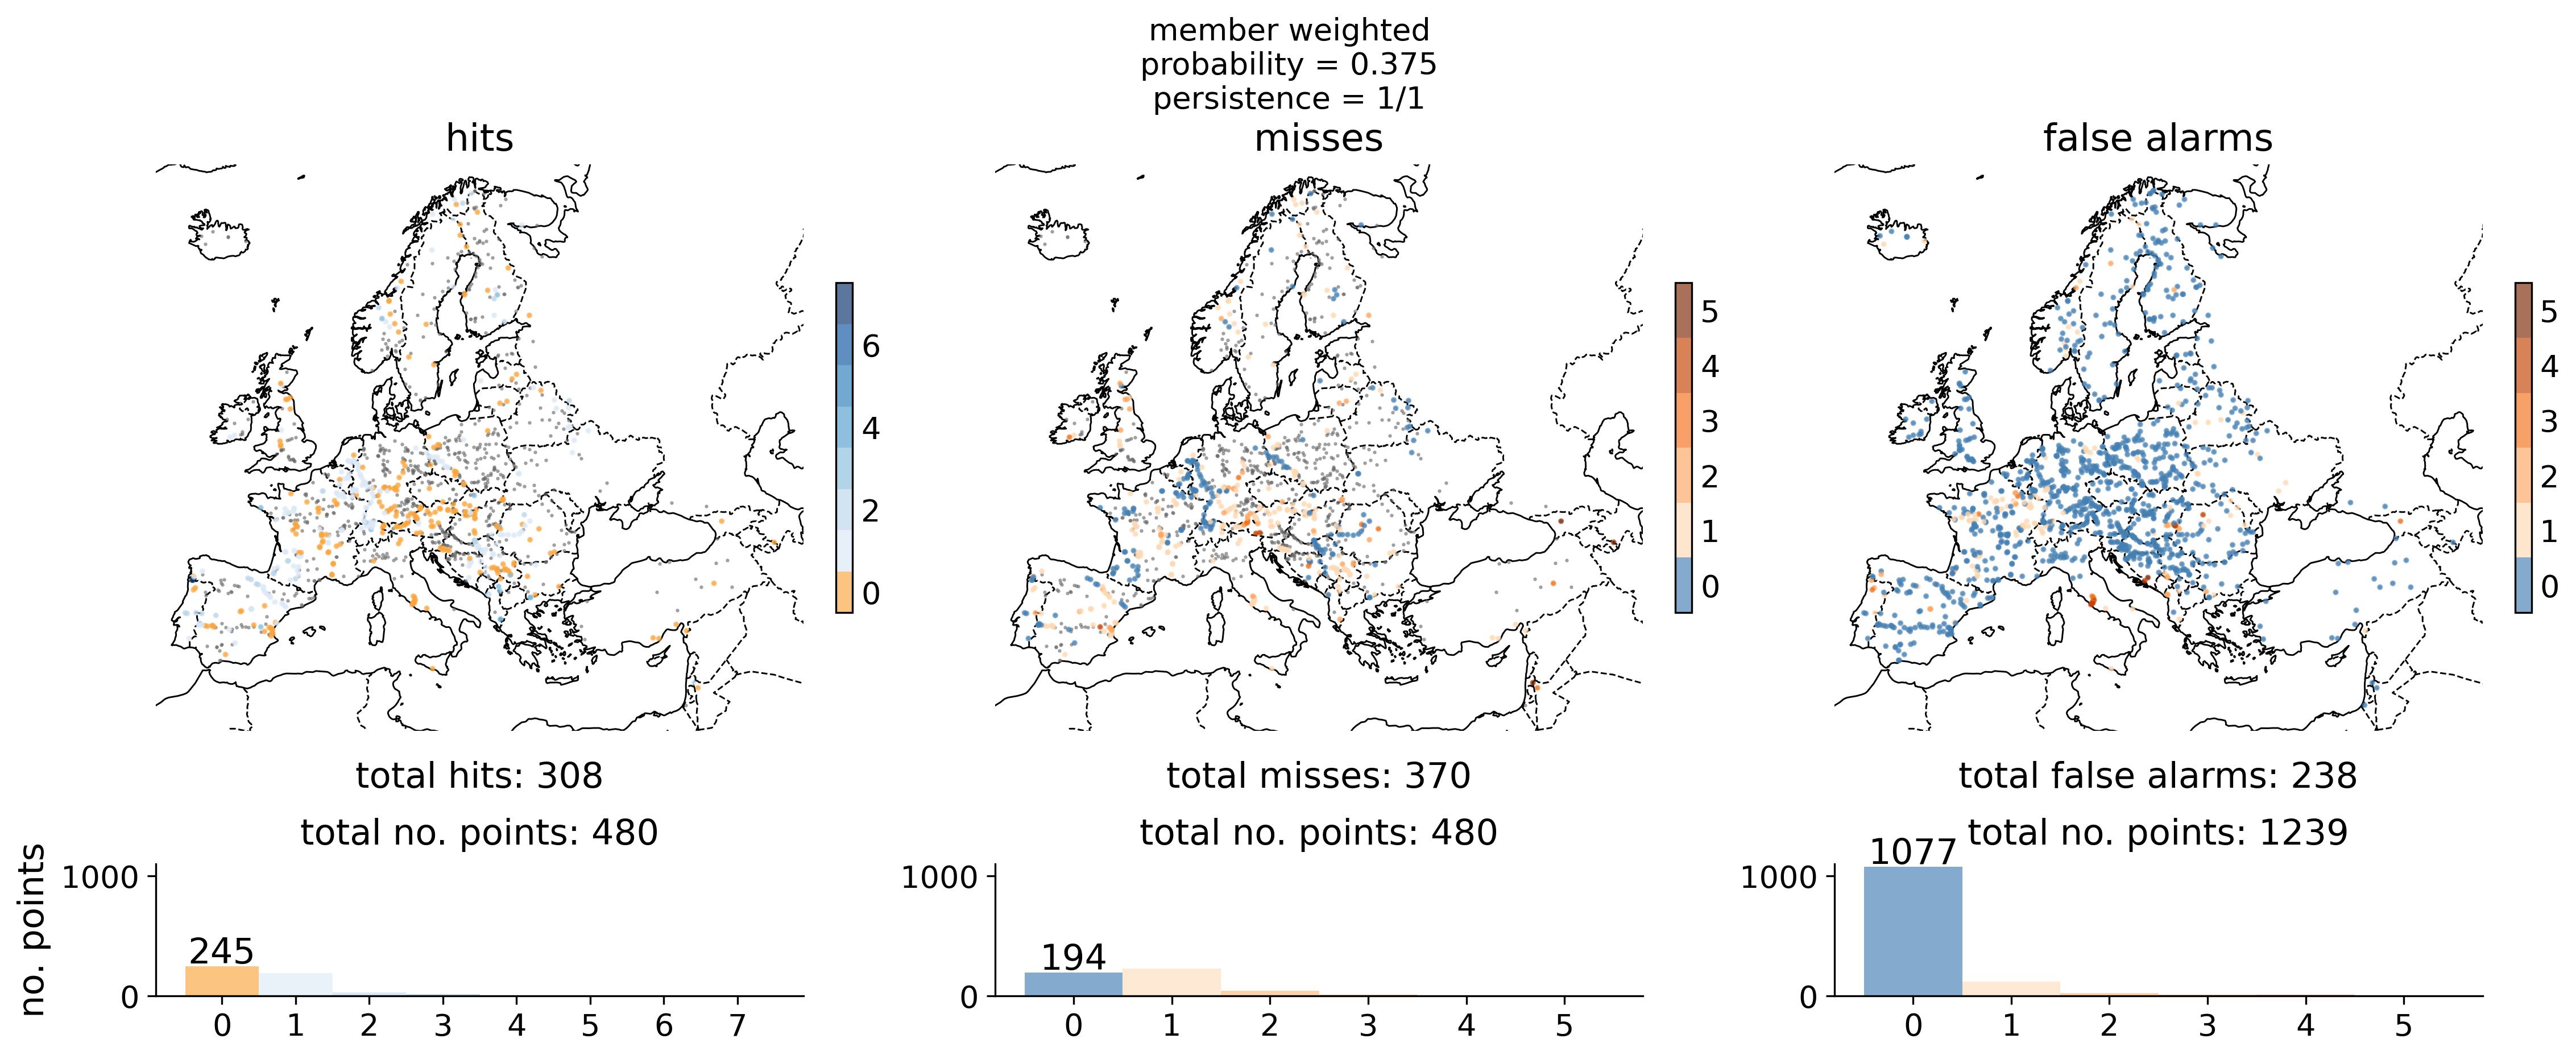 member weighted
probability = 0.375
persistence = 1/1
hits
misses
false alarms
6
4
2
0
5
4
3
2
1
0
5
4
3
2
1
0
total hits: 308
total no. points: 480
total misses: 370
total no. points: 480
total false alarms: 238
total no. points: 1239
no. points
1000
0
245
0 1 2 3 4 5 6 7
1000
0
194
0 1 2 3 4 5
1000
0
1077
0 1 2 3 4 5